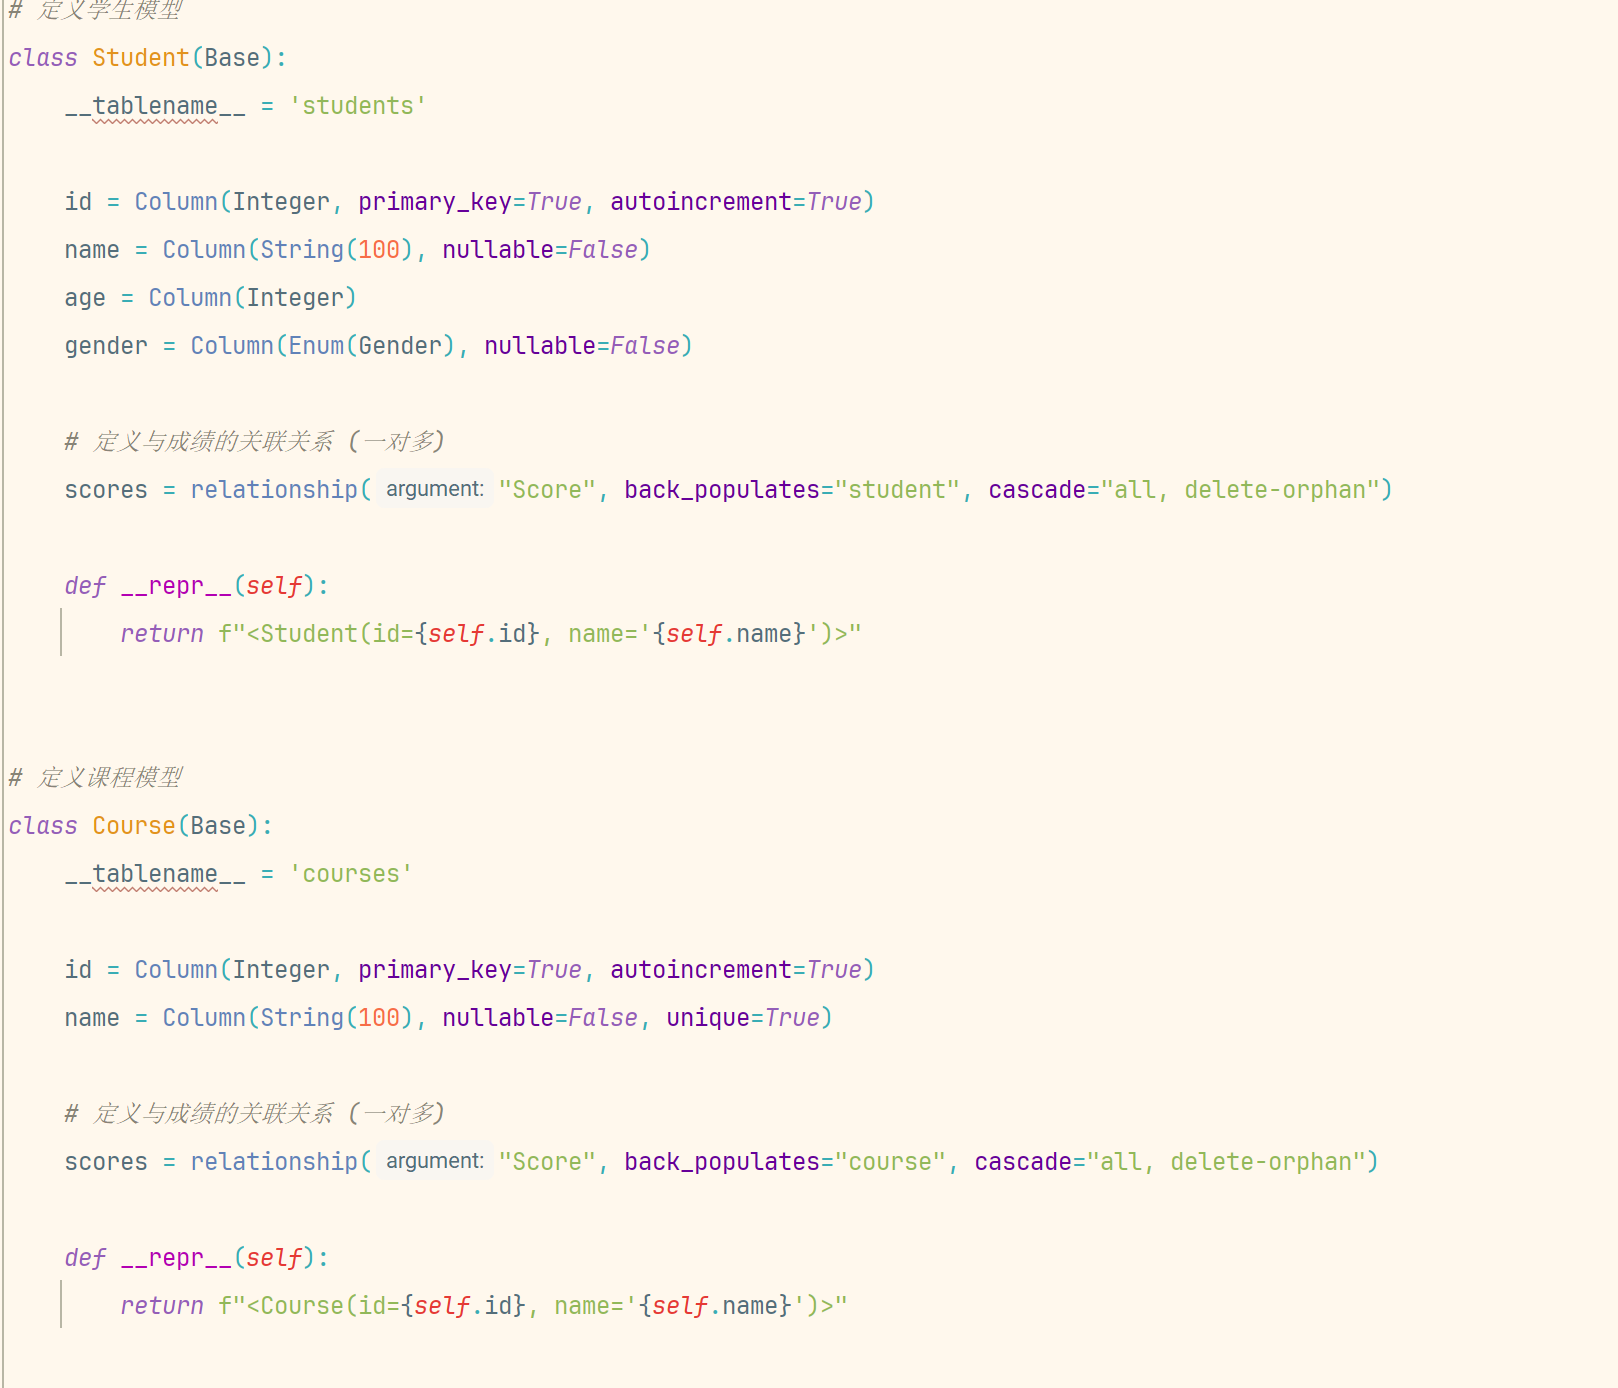 # 定义学生模型
class Student(Base):
    __tablename__ = 'students'
    id = Column(Integer, primary_key=True, autoincrement=True)
    name = Column(String(100), nullable=False)
    age = Column(Integer)
    gender = Column(Enum(Gender), nullable=False)
    # 定义与成绩的关联关系 (一对多)
    scores = relationship( argument: "Score", back_populates="student", cascade="all, delete-orphan")
    def __repr__(self):
        return f"<Student(id={self.id}, name='{self.name}')>"
# 定义课程模型
class Course(Base):
    __tablename__ = 'courses'
    id = Column(Integer, primary_key=True, autoincrement=True)
    name = Column(String(100), nullable=False, unique=True)
    # 定义与成绩的关联关系 (一对多)
    scores = relationship( argument: "Score", back_populates="course", cascade="all, delete-orphan")
    def __repr__(self):
        return f"<Course(id={self.id}, name='{self.name}')>"